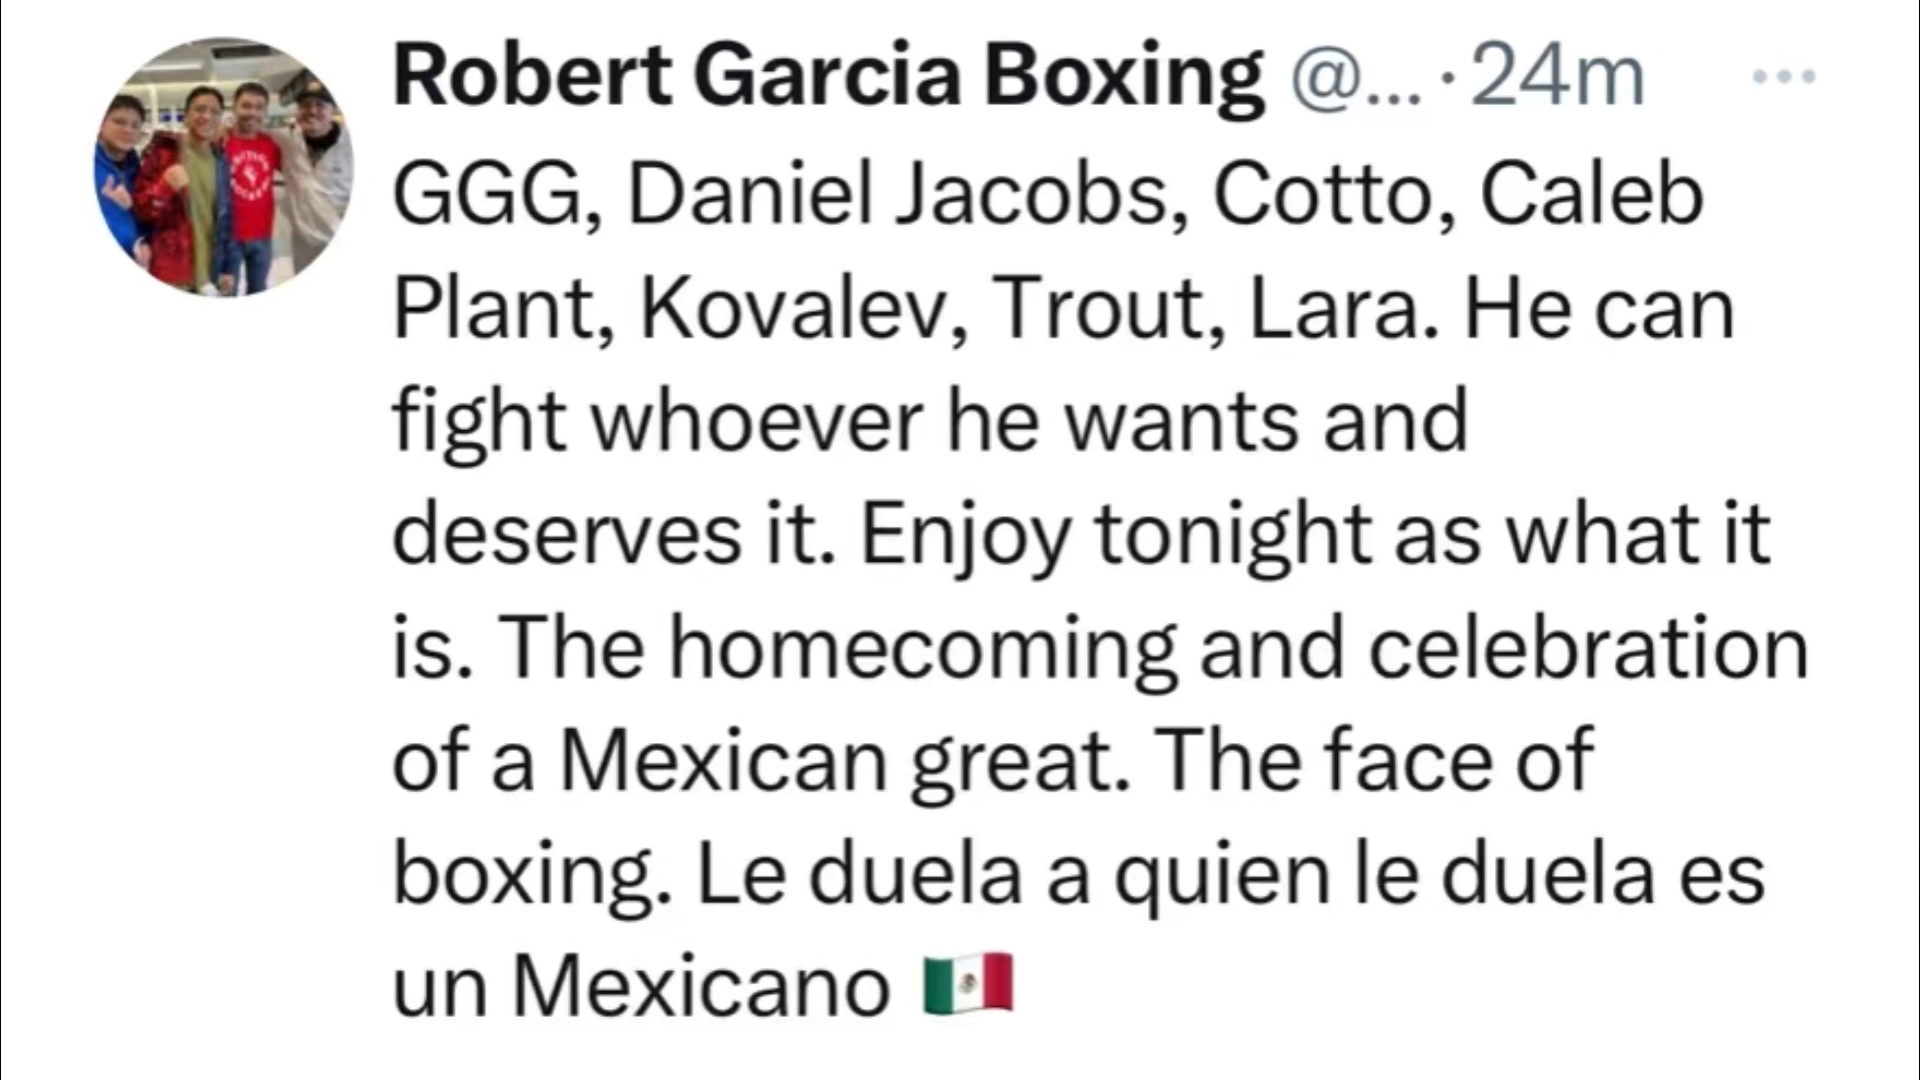 Robert Garcia Boxing @... · 24m
GGG, Daniel Jacobs, Cotto, Caleb
Plant, Kovalev, Trout, Lara. He can
fight whoever he wants and
deserves it. Enjoy tonight as what it
is. The homecoming and celebration
of a Mexican great. The face of
boxing. Le duela a quien le duela es
un Mexicano 🇲🇽